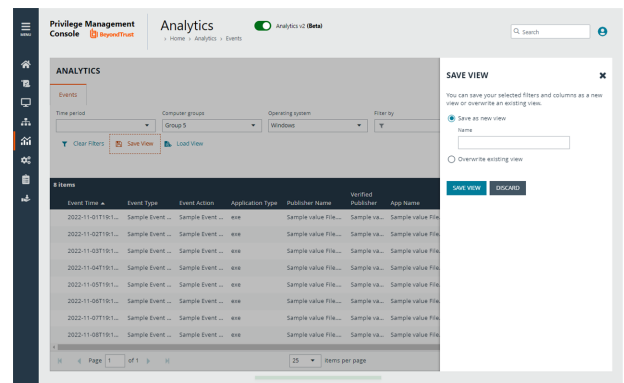 MENU
Privilege Management
Console BeyondTrust
Analytics
Analytics v2 (Beta)
› Home › Analytics › Events
Search
ANALYTICS
Events
Time period Computer groups Operating system Filter by
Group 5 Windows
Clear Filters Save View Load View
8 items
Event Time Event Type Event Action Application Type Publisher Name Verified Publisher App Name
2022-11-01T19:1... Sample Event ... Sample Event ... exe Sample value File.... Sample va... Sample value File
2022-11-02T19:1... Sample Event ... Sample Event ... exe Sample value File.... Sample va... Sample value File
2022-11-03T19:1... Sample Event ... Sample Event ... exe Sample value File.... Sample va... Sample value File
2022-11-04T19:1... Sample Event ... Sample Event ... exe Sample value File.... Sample va... Sample value File
2022-11-05T19:1... Sample Event ... Sample Event ... exe Sample value File.... Sample va... Sample value File
2022-11-06T19:1... Sample Event ... Sample Event ... exe Sample value File.... Sample va... Sample value File
2022-11-07T19:1... Sample Event ... Sample Event ... exe Sample value File.... Sample va... Sample value File
2022-11-08T19:1... Sample Event ... Sample Event ... exe Sample value File.... Sample va... Sample value File
Page 1 of 1 25 items per page
SAVE VIEW
You can save your selected filters and columns as a new
view or overwrite an existing view.
Save as new view
Name
Overwrite existing view
SAVE VIEW DISCARD